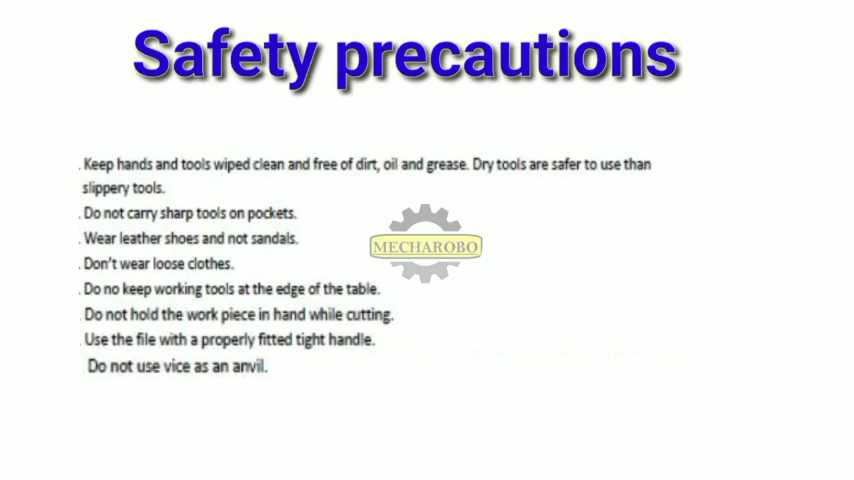 Safety precautions
. Keep hands and tools wiped clean and free of dirt, oil and grease. Dry tools are safer to use than
slippery tools.
. Do not carry sharp tools on pockets.
. Wear leather shoes and not sandals.
MECHAROBO
. Don't wear loose clothes.
. Do no keep working tools at the edge of the table.
. Do not hold the work piece in hand while cutting.
. Use the file with a properly fitted tight handle.
Do not use vice as an anvil.